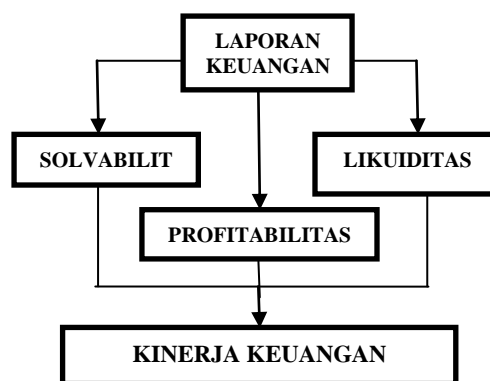 LAPORAN
KEUANGAN
SOLVABILIT
LIKUIDITAS
PROFITABILITAS
KINERJA KEUANGAN